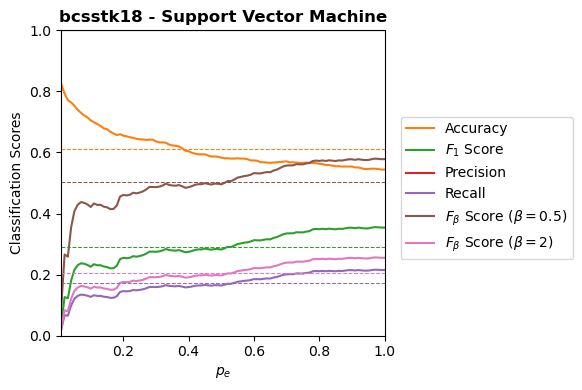 bcsstk18 - Support Vector Machine
Classification Scores
1.0
0.8
0.6
0.4
0.2
0.0
0.2 0.4 0.6 0.8 1.0
pₑ
Accuracy
F₁ Score
Precision
Recall
Fᵦ Score (β = 0.5)
Fᵦ Score (β = 2)